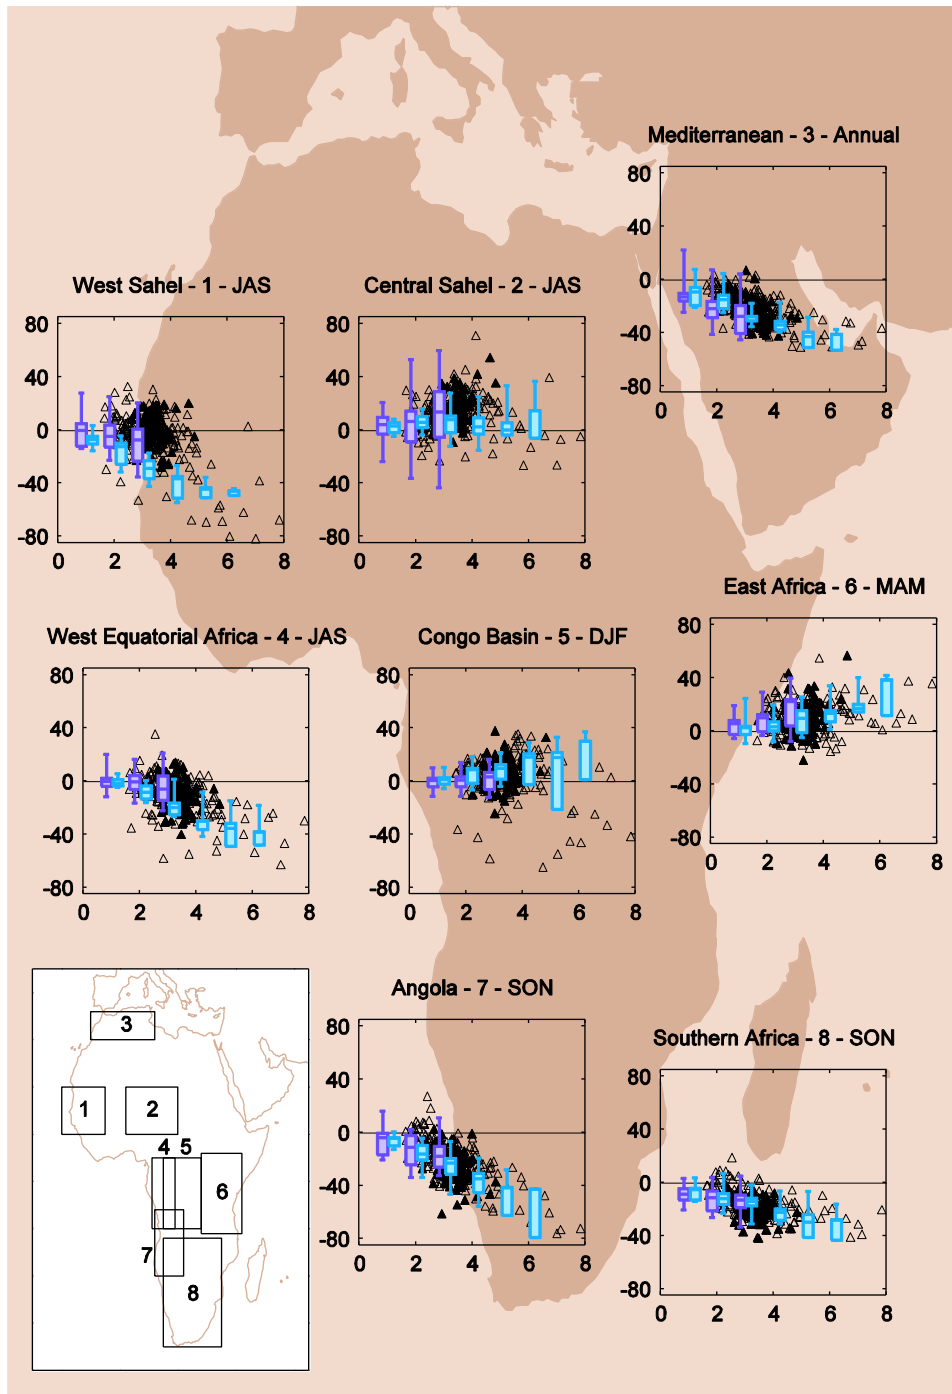 Mediterranean - 3 - Annual
80
40
0
-40
-80
0 2 4 6 8
West Sahel - 1 - JAS
80
40
0
-40
-80
0 2 4 6 8
Central Sahel - 2 - JAS
80
40
0
-40
-80
0 2 4 6 8
East Africa - 6 - MAM
80
40
0
-40
-80
0 2 4 6 8
West Equatorial Africa - 4 - JAS
80
40
0
-40
-80
0 2 4 6 8
Congo Basin - 5 - DJF
80
40
0
-40
-80
0 2 4 6 8
3
1 2
4 5
6
7
8
Angola - 7 - SON
80
40
0
-40
-80
0 2 4 6 8
Southern Africa - 8 - SON
80
40
0
-40
-80
0 2 4 6 8